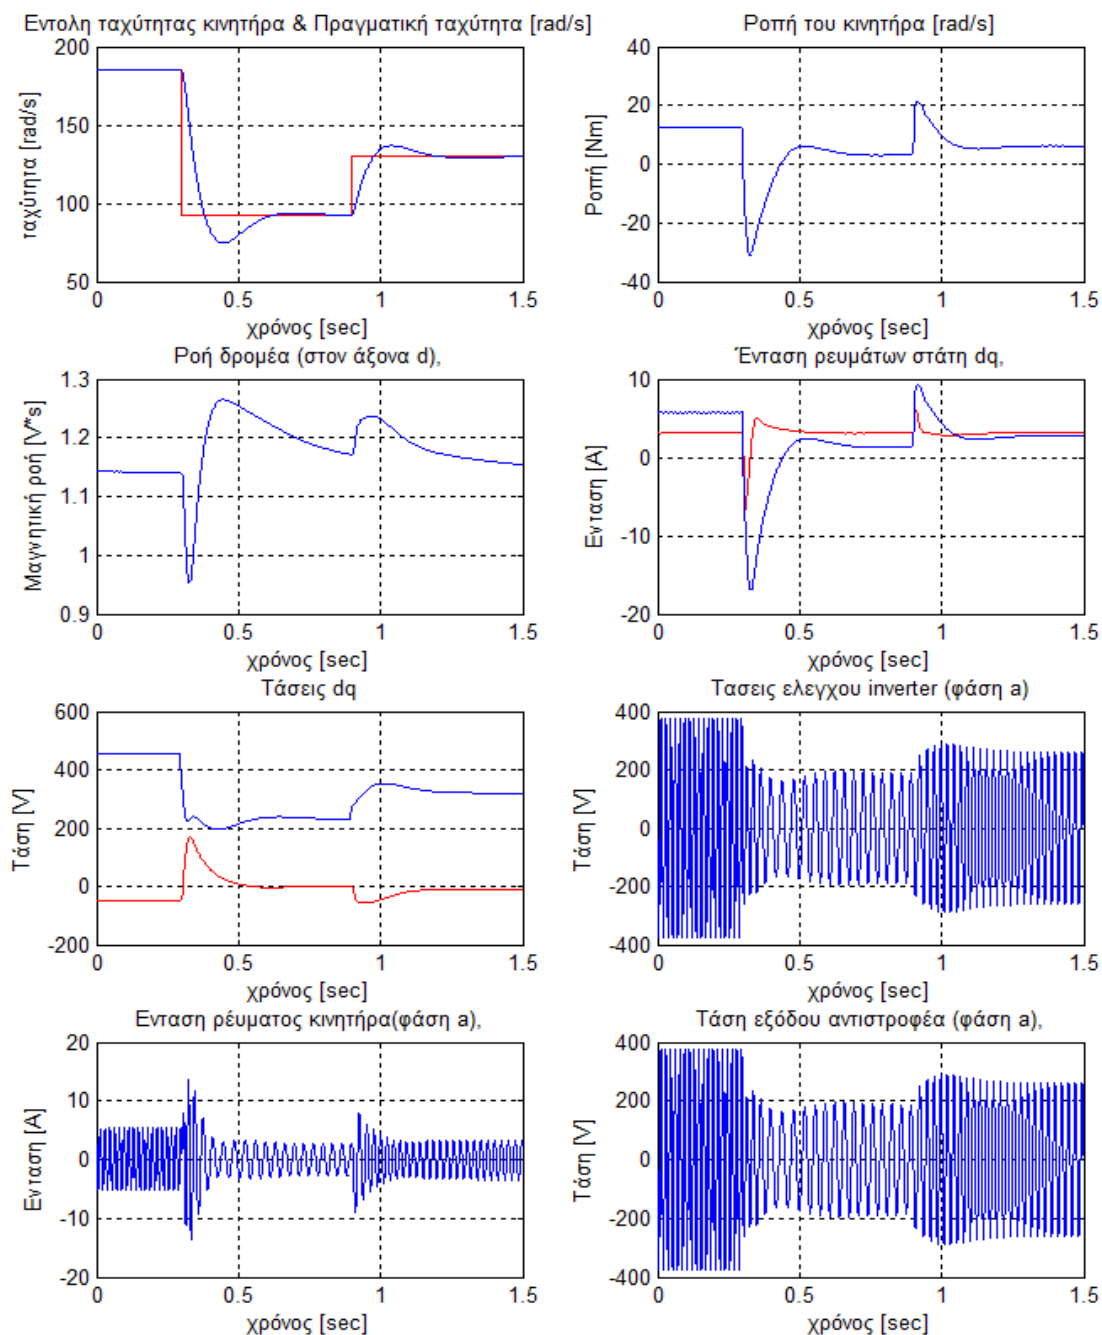 Εντολη ταχύτητας κινητήρα & Πραγματική ταχύτητα [rad/s]
200
150
100
50
ταχύτητα [rad/s]
0 0.5 1 1.5
χρόνος [sec]
Ροπή του κινητήρα [rad/s]
40
20
0
-20
-40
Ροπή [Nm]
0 0.5 1 1.5
χρόνος [sec]
Ροή δρομέα (στον άξονα d),
1.3
1.2
1.1
1
0.9
Μαγνητική ροή [V*s]
0 0.5 1 1.5
χρόνος [sec]
Ένταση ρευμάτων στάτη dq,
10
0
-10
-20
Ενταση [A]
0 0.5 1 1.5
χρόνος [sec]
Τάσεις dq
600
400
200
0
-200
Τάση [V]
0 0.5 1 1.5
χρόνος [sec]
Τασεις ελεγχου inverter (φάση a)
400
200
0
-200
-400
Τάση [V]
0 0.5 1 1.5
χρόνος [sec]
Ενταση ρέυματος κινητήρα(φάση a),
20
10
0
-10
-20
Ενταση [A]
0 0.5 1 1.5
χρόνος [sec]
Τάση εξόδου αντιστροφέα (φάση a),
400
200
0
-200
-400
Τάση [V]
0 0.5 1 1.5
χρόνος [sec]